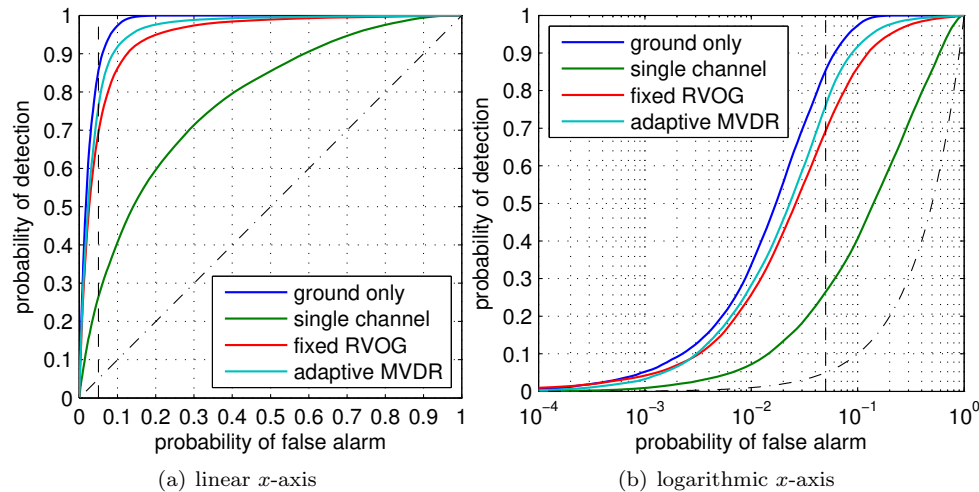 probability of detection
1
0.9
0.8
0.7
0.6
0.5
0.4
0.3
0.2
0.1
0
ground only
single channel
fixed RVOG
adaptive MVDR
0 0.1 0.2 0.3 0.4 0.5 0.6 0.7 0.8 0.9 1
probability of false alarm
(a) linear x-axis
probability of detection
1
0.9
0.8
0.7
0.6
0.5
0.4
0.3
0.2
0.1
0
ground only
single channel
fixed RVOG
adaptive MVDR
10^-4 10^-3 10^-2 10^-1 10^0
probability of false alarm
(b) logarithmic x-axis